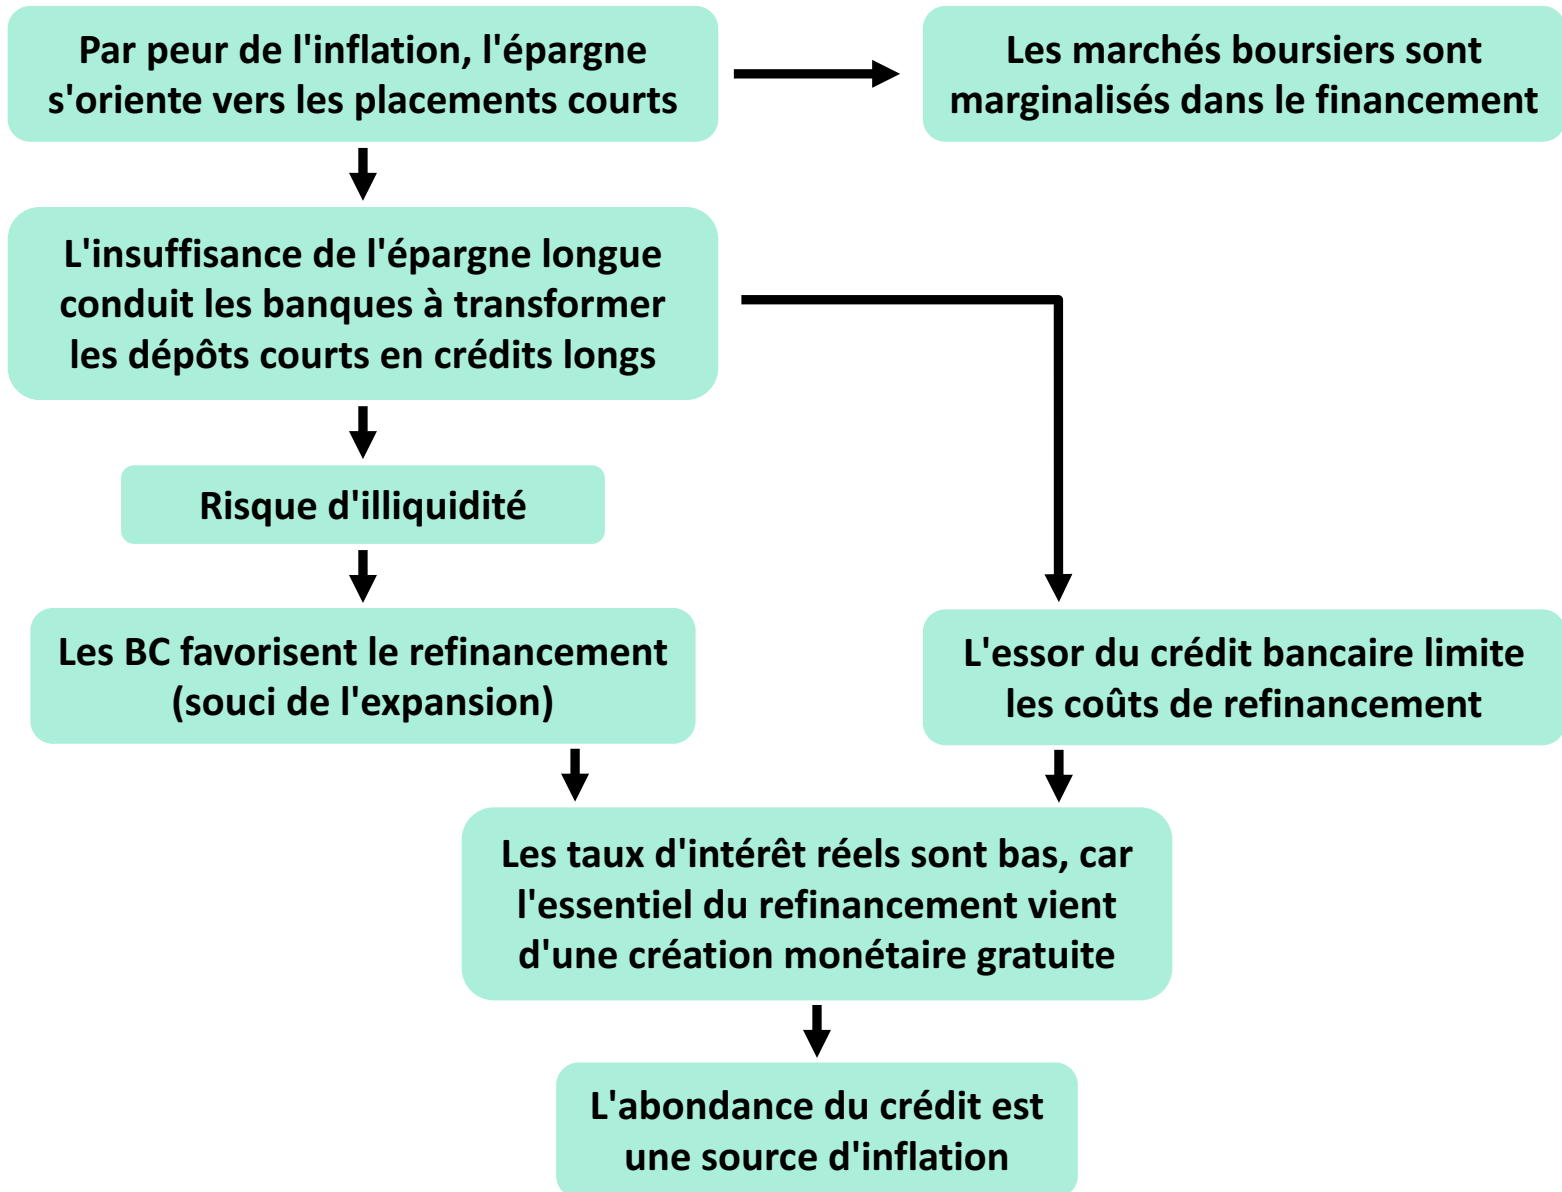 Par peur de l'inflation, l'épargne
s'oriente vers les placements courts
Les marchés boursiers sont
marginalisés dans le financement
L'insuffisance de l'épargne longue
conduit les banques à transformer
les dépôts courts en crédits longs
Risque d'illiquidité
Les BC favorisent le refinancement
(souci de l'expansion)
L'essor du crédit bancaire limite
les coûts de refinancement
Les taux d'intérêt réels sont bas, car
l'essentiel du refinancement vient
d'une création monétaire gratuite
L'abondance du crédit est
une source d'inflation